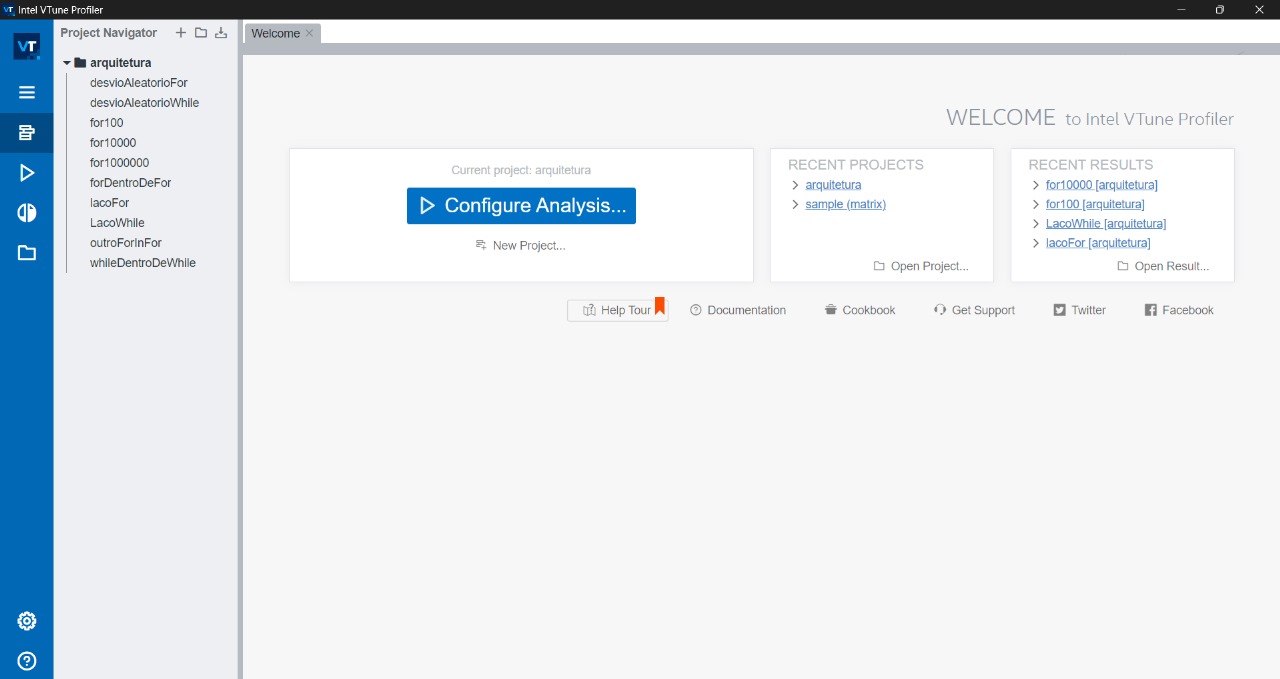 VT Intel VTune Profiler
VT
Project Navigator
arquitetura
desvioAleatorioFor
desvioAleatorioWhile
for100
for10000
for1000000
forDentroDeFor
lacoFor
LacoWhile
outroForInFor
whileDentroDeWhile
Welcome
WELCOME to Intel VTune Profiler
Current project: arquitetura
Configure Analysis...
New Project...
RECENT PROJECTS
arquitetura
sample (matrix)
Open Project...
RECENT RESULTS
for10000 [arquitetura]
for100 [arquitetura]
LacoWhile [arquitetura]
lacoFor [arquitetura]
Open Result...
Help Tour
Documentation
Cookbook
Get Support
Twitter
Facebook